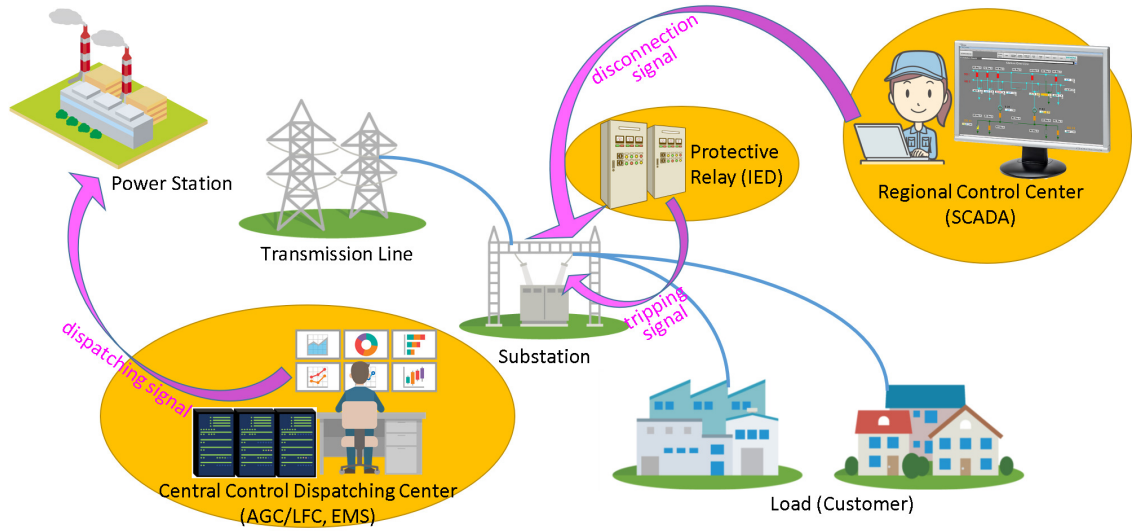 disconnection
signal
Protective
Relay (IED)
Regional Control Center
(SCADA)
Power Station
Transmission Line
tripping
signal
Substation
dispatching signal
Central Control Dispatching Center
(AGC/LFC, EMS)
Load (Customer)